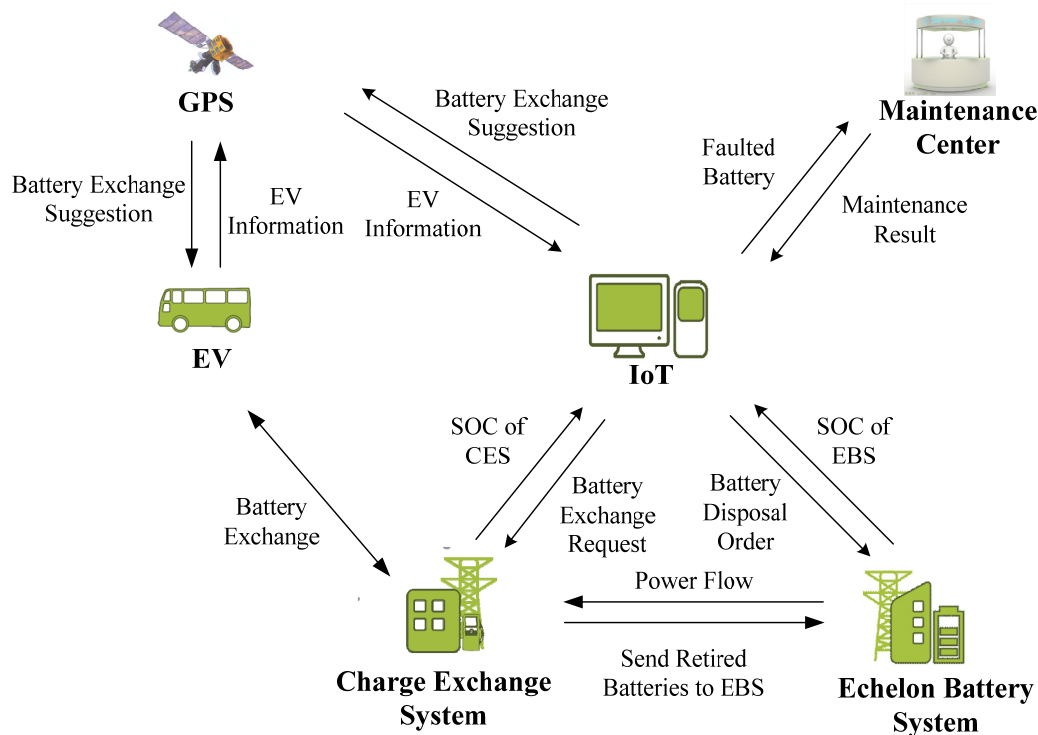 GPS
Maintenance
Center
Battery Exchange
Suggestion
Faulted
Battery
Battery Exchange
Suggestion
EV
Information
EV
Information
Maintenance
Result
EV
IoT
SOC of
CES
SOC of
EBS
Battery
Exchange
Battery
Exchange
Request
Battery
Disposal
Order
Power Flow
Send Retired
Batteries to EBS
Charge Exchange
System
Echelon Battery
System